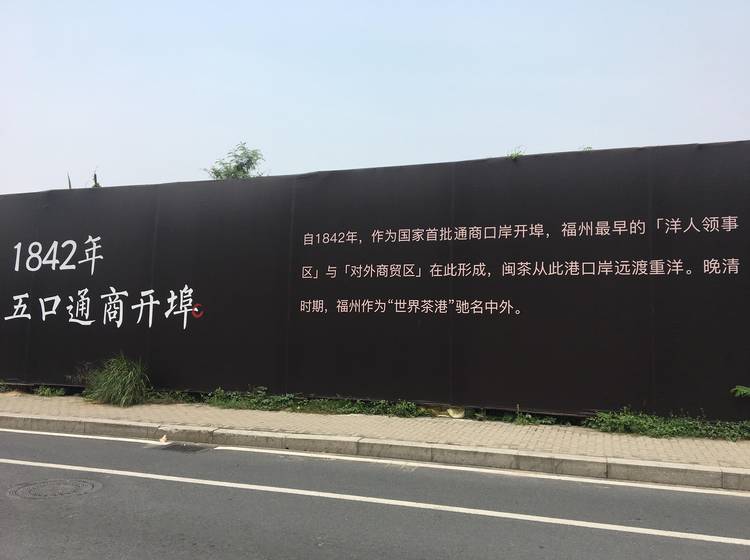 1842年
五口通商开埠
自1842年，作为国家首批通商口岸开埠，福州最早的「洋人领事
区」与「对外商贸区」在此形成，闽茶从此港口岸远渡重洋。晚清
时期，福州作为“世界茶港”驰名中外。